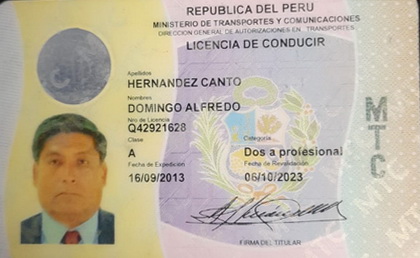 REPUBLICA DEL PERU
MINISTERIO DE TRANSPORTES Y COMUNICACIONES
DIRECCION GENERAL DE AUTORIZACIONES EN TRANSPORTES
LICENCIA DE CONDUCIR
Apellidos
HERNANDEZ CANTO
Nombres
DOMINGO ALFREDO
Nro de Licencia
Q42921628
Clase Categoria
A Dos a profesional
Fecha de Expedición Fecha de Revalidación
16/09/2013 06/10/2023
FIRMA DEL TITULAR
MTC